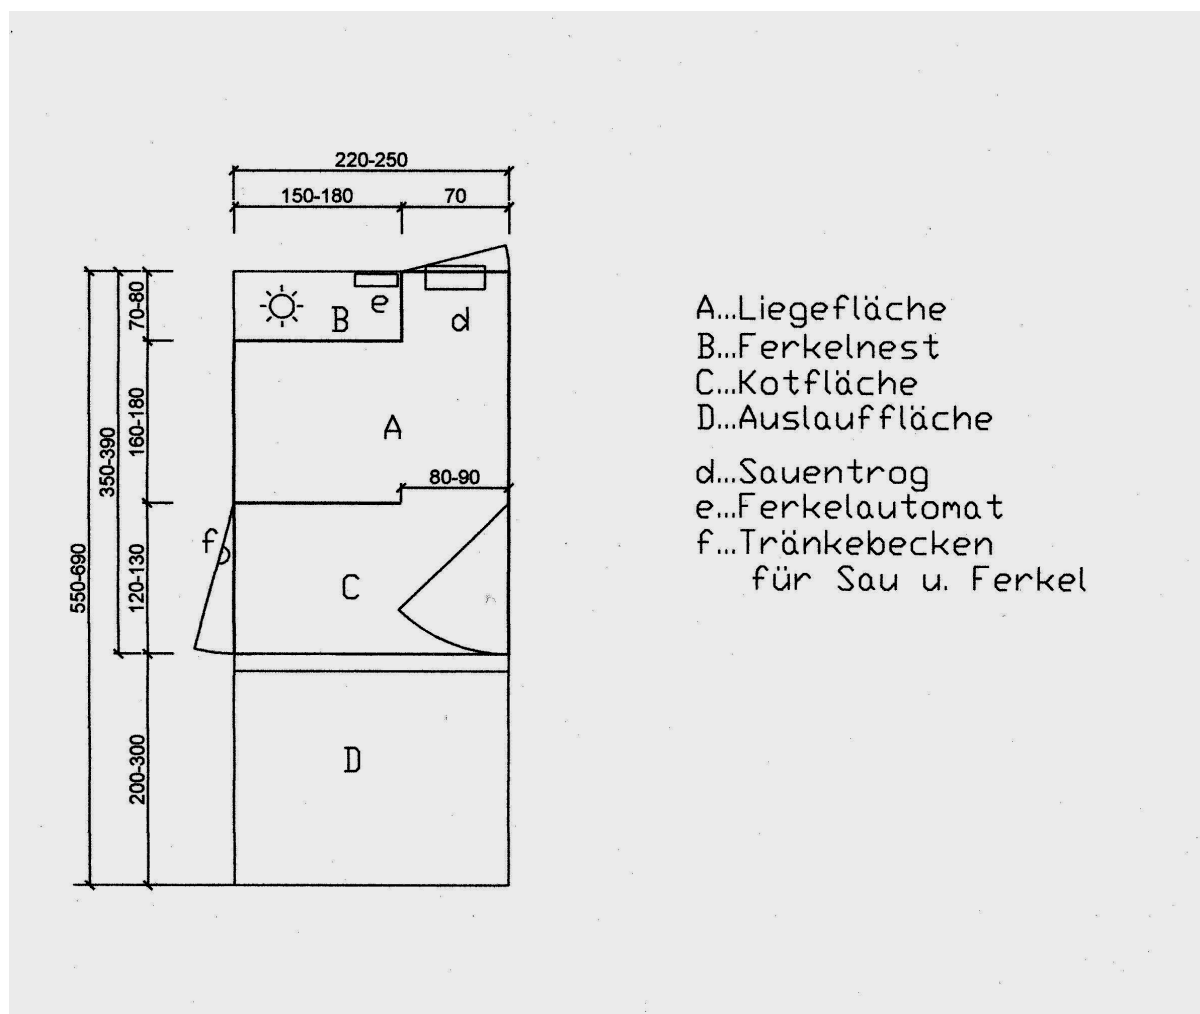 220-250
150-180
70
70-80
160-180
350-390
120-130
550-690
200-300
80-90
B
e
d
A
f
C
D
A...Liegefläche
B...Ferkelnest
C...Kotfläche
D...Auslauffläche
d...Sauentrog
e...Ferkelautomat
f...Tränkebecken
für Sau u. Ferkel